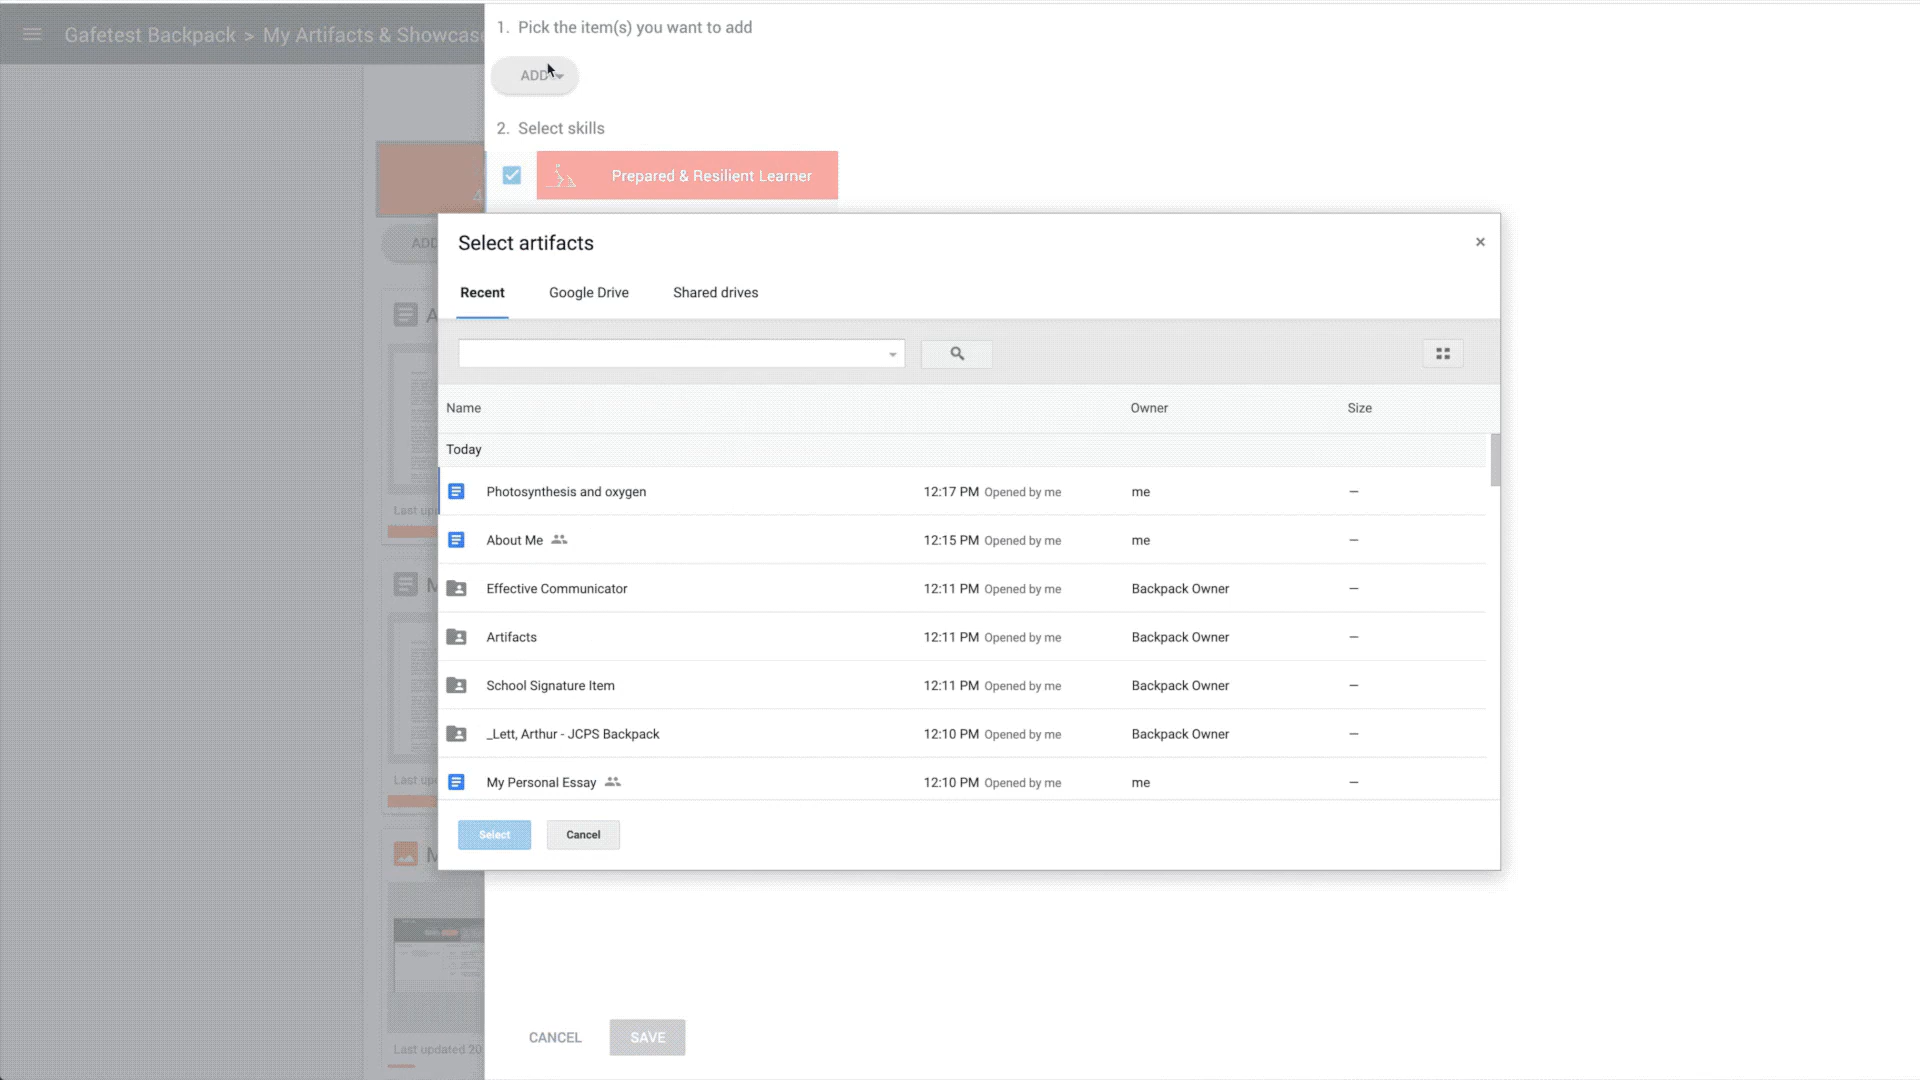 Gafetest Backpack > My Artifacts & Showcase
1. Pick the item(s) you want to add
ADD
2. Select skills
Prepared & Resilient Learner
4
ADD
Select artifacts
×
Recent
Google Drive
Shared drives
Name
Owner
Size
Today
Photosynthesis and oxygen 12:17 PM Opened by me me –
About Me 12:15 PM Opened by me me –
Effective Communicator 12:11 PM Opened by me Backpack Owner –
Artifacts 12:11 PM Opened by me Backpack Owner –
School Signature Item 12:11 PM Opened by me Backpack Owner –
_Lett, Arthur - JCPS Backpack 12:10 PM Opened by me Backpack Owner –
My Personal Essay 12:10 PM Opened by me me –
Select
Cancel
A
Last up
M
Last up
M
Last updated 20
CANCEL
SAVE